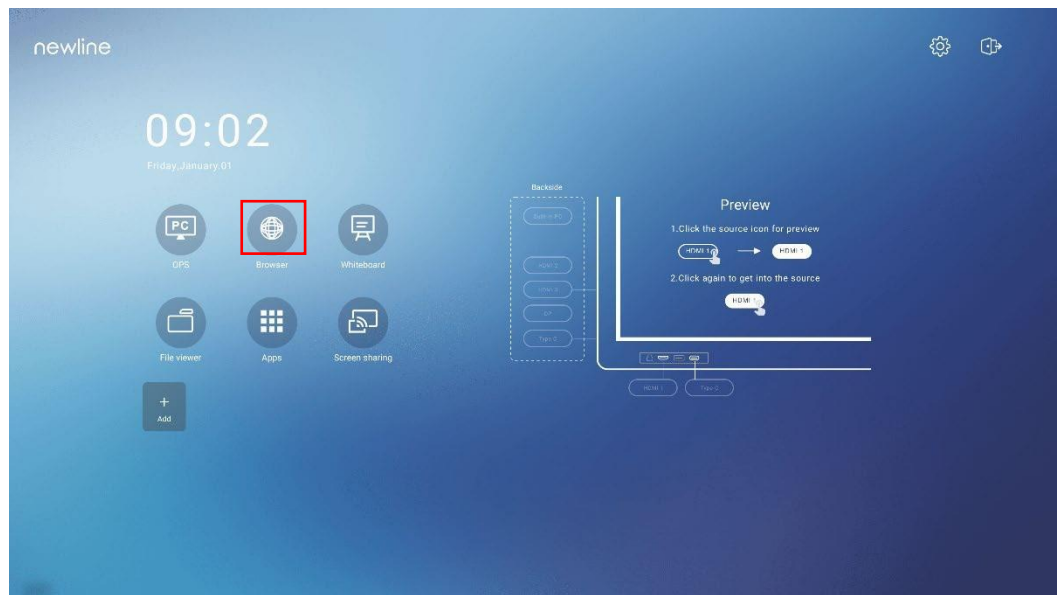 newline
09:02
Friday,January 01
PC
OPS
Browser
Whiteboard
File viewer
Apps
Screen sharing
+
Add
Backside
Preview
1.Click the source icon for preview
HDMI 1
HDMI 1
2.Click again to get into the source
HDMI 1
HDMI 1